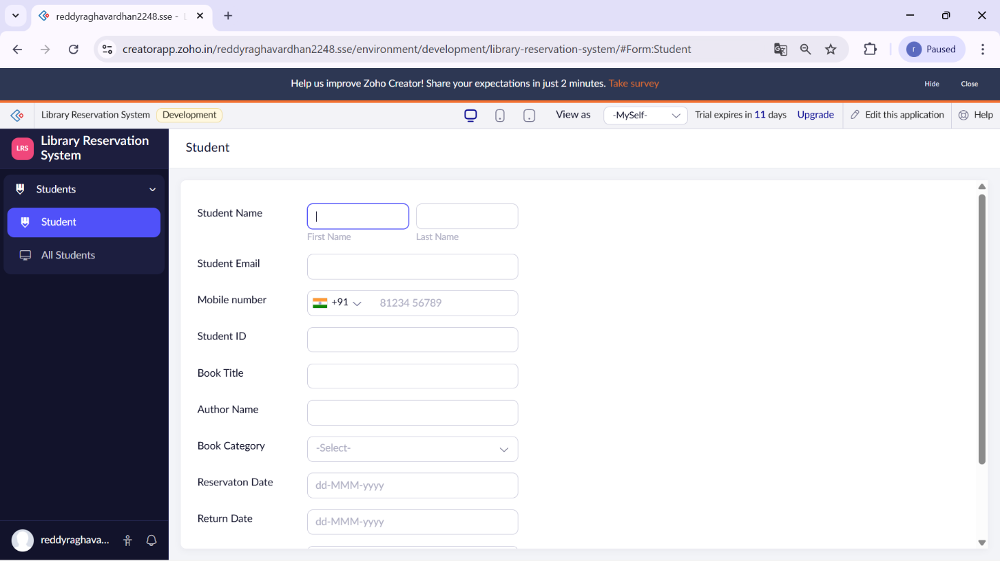 reddyraghavardhan2248.sse -
creatorapp.zoho.in/reddyraghavardhan2248.sse/environment/development/library-reservation-system/#Form:Student
r Paused
Help us improve Zoho Creator! Share your expectations in just 2 minutes. Take survey
Hide Close
Library Reservation System Development View as -MySelf- Trial expires in 11 days Upgrade Edit this application Help
LRS Library Reservation
System
Students
Student
All Students
reddyraghava...
Student
Student Name
First Name Last Name
Student Email
Mobile number +91 81234 56789
Student ID
Book Title
Author Name
Book Category -Select-
Reservaton Date dd-MMM-yyyy
Return Date dd-MMM-yyyy